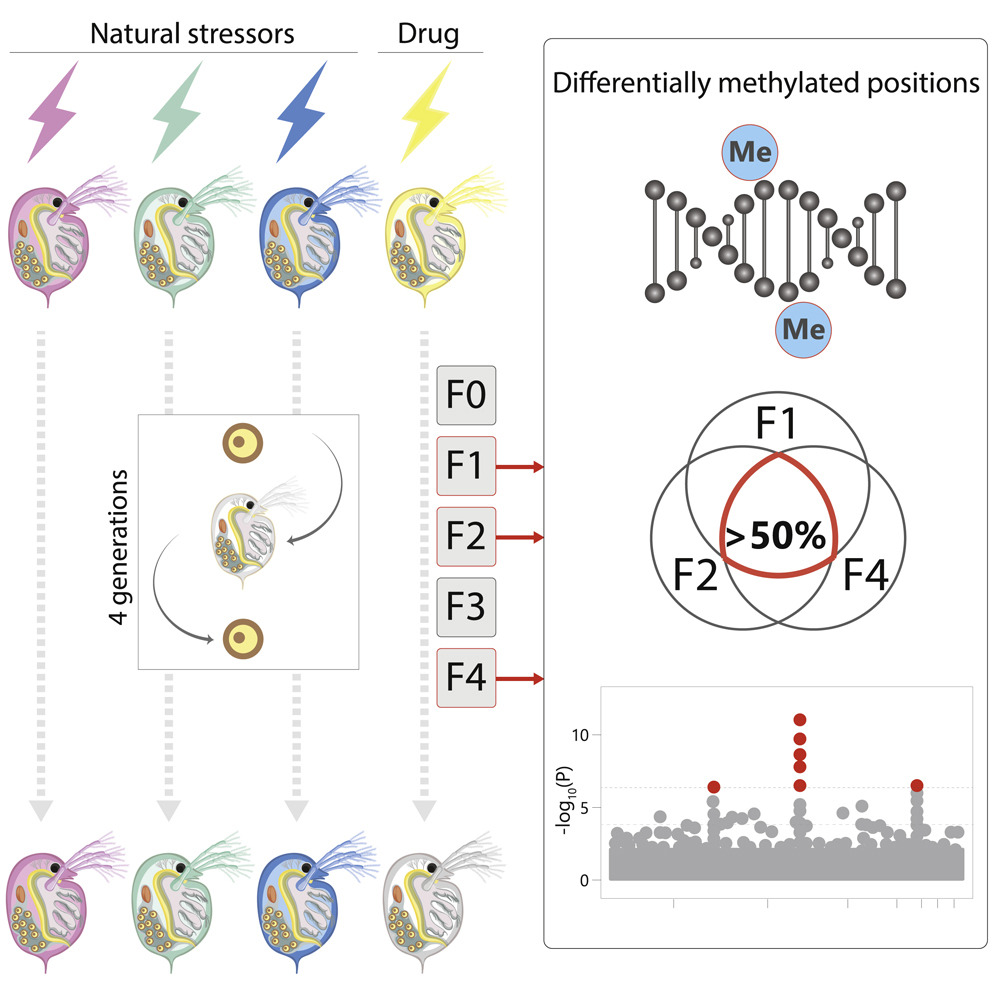 Natural stressors
Drug
4 generations
F0
F1
F2
F3
F4
Differentially methylated positions
Me
Me
F1
>50%
F2
F4
-log10(P)
10
5
0